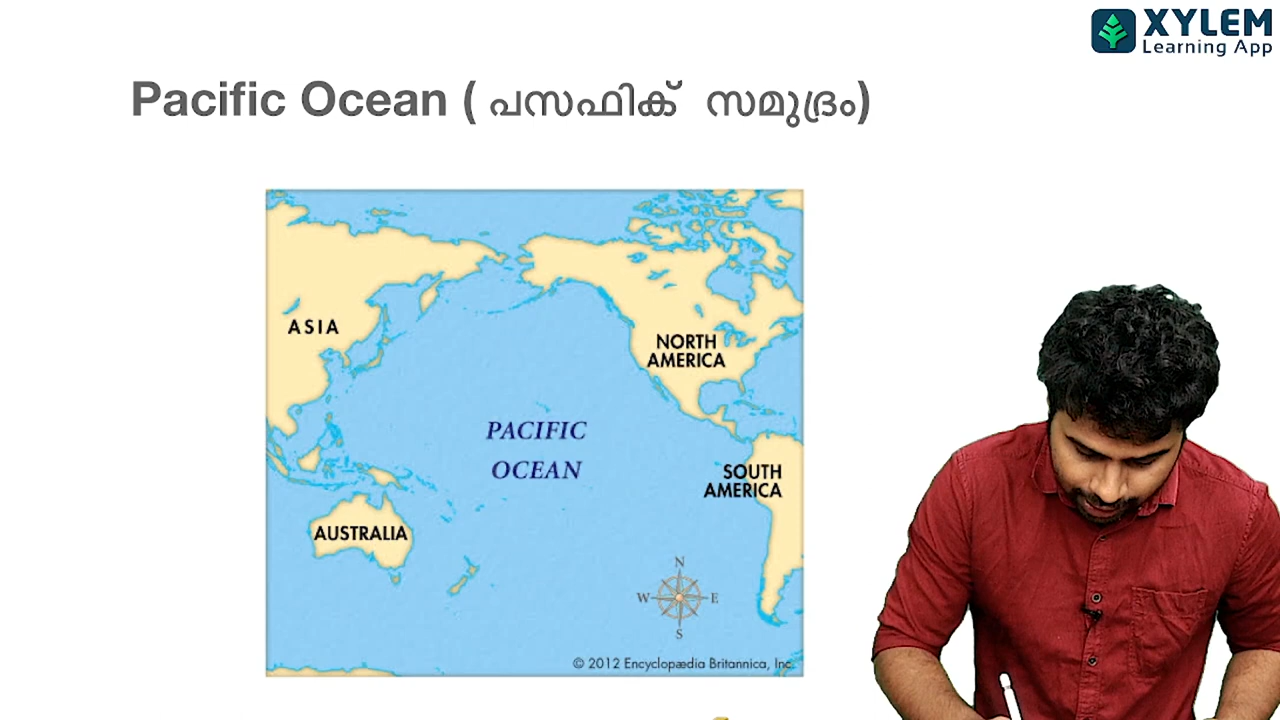 XYLEM
Learning App
Pacific Ocean ( പസഫിക് സമുദ്രം)
ASIA
NORTH
AMERICA
PACIFIC
OCEAN
SOUTH
AMERICA
AUSTRALIA
N
W E
S
© 2012 Encyclopædia Britannica, Inc.